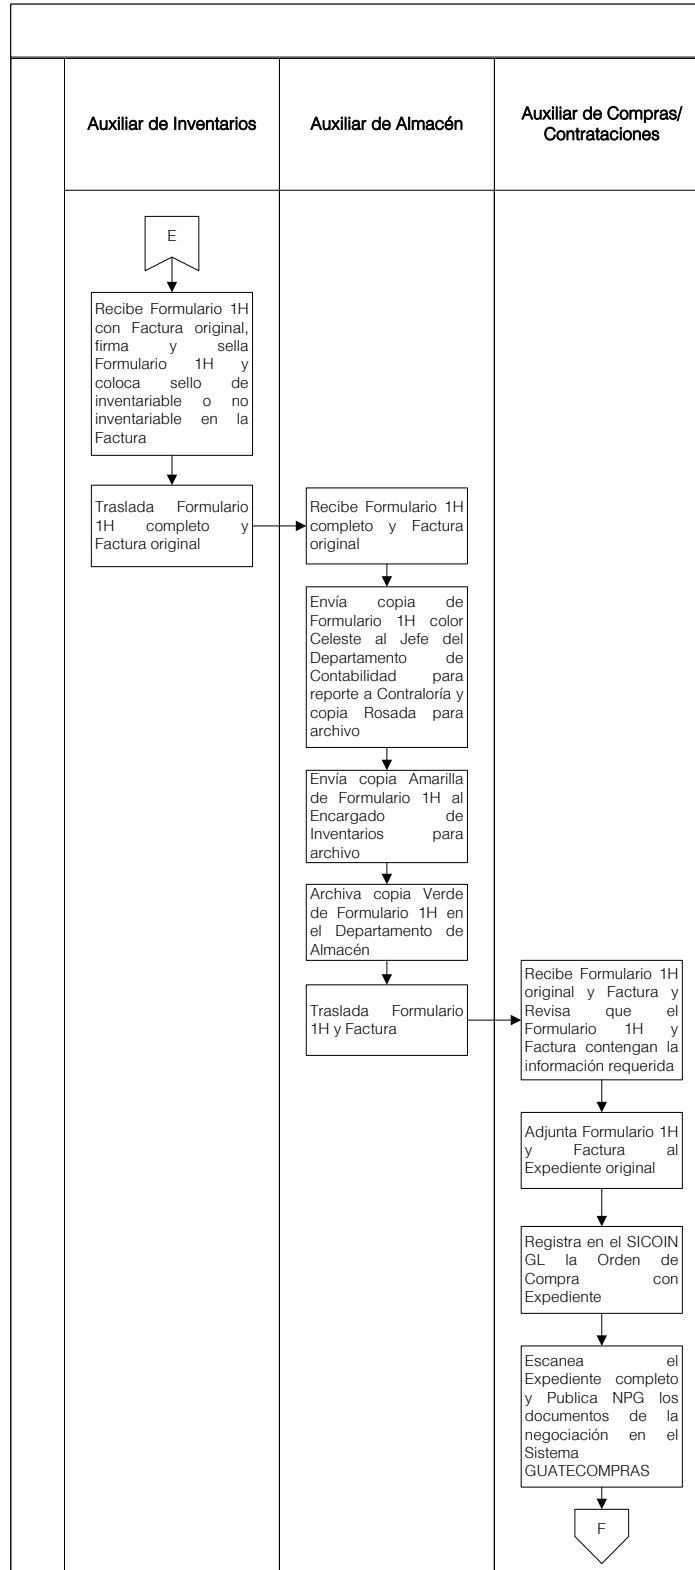 Auxiliar de Inventarios
Auxiliar de Almacén
Auxiliar de Compras/
Contrataciones
E
Recibe Formulario 1H
con Factura original,
firma y sella
Formulario 1H y
coloca sello de
inventariable o no
inventariable en la
Factura
Traslada Formulario
1H completo y
Factura original
Recibe Formulario 1H
completo y Factura
original
Envía copia de
Formulario 1H color
Celeste al Jefe del
Departamento de
Contabilidad para
reporte a Contraloría y
copia Rosada para
archivo
Envía copia Amarilla
de Formulario 1H al
Encargado de
Inventarios para
archivo
Archiva copia Verde
de Formulario 1H en
el Departamento de
Almacén
Traslada Formulario
1H y Factura
Recibe Formulario 1H
original y Factura y
Revisa que el
Formulario 1H y
Factura contengan la
información requerida
Adjunta Formulario 1H
y Factura al
Expediente original
Registra en el SICOIN
GL la Orden de
Compra con
Expediente
Escanea el
Expediente completo
y Publica NPG los
documentos de la
negociación en el
Sistema
GUATECOMPRAS
F